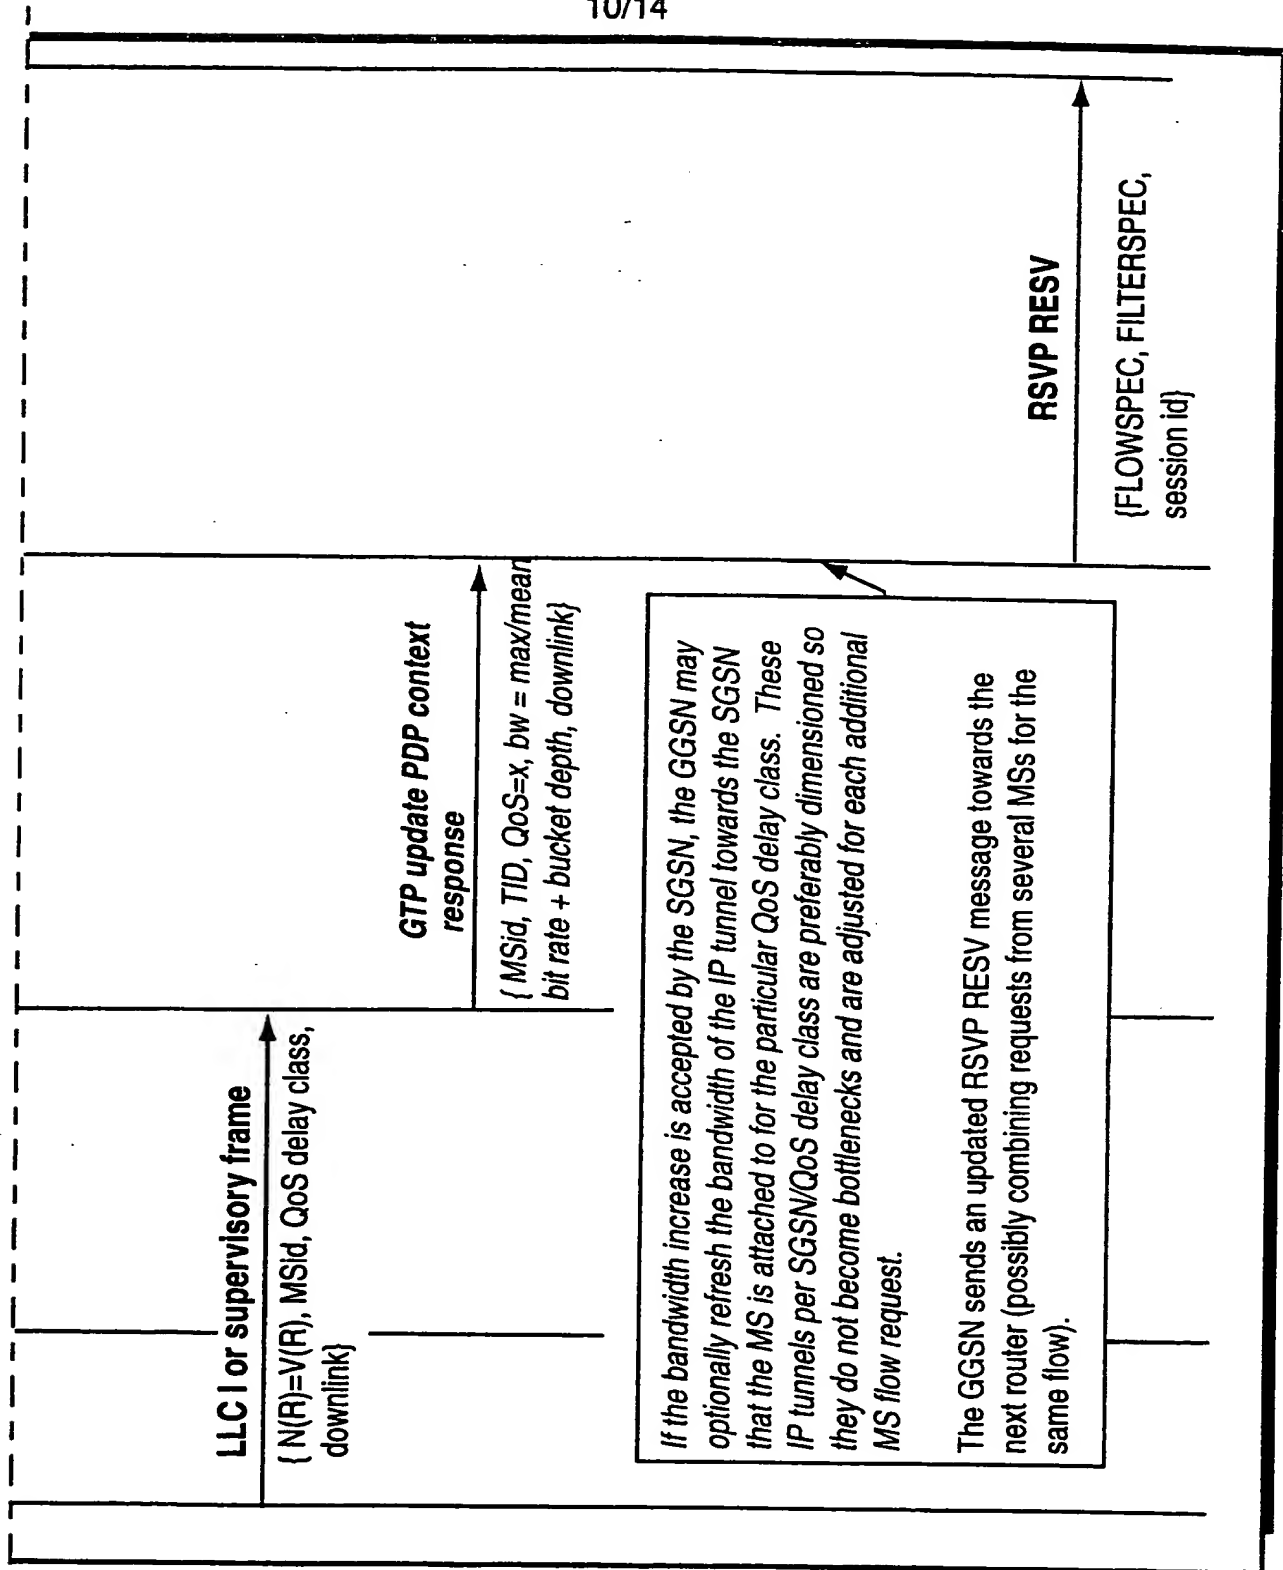 10/14
LLC I or supervisory frame
{ N(R)=V(R), MSid, QoS delay class,
downlink}
GTP update PDP context
response
{ MSid, TID, QoS=x, bw = max/mean
bit rate + bucket depth, downlink}
If the bandwidth increase is accepted by the SGSN, the GGSN may
optionally refresh the bandwidth of the IP tunnel towards the SGSN
that the MS is attached to for the particular QoS delay class. These
IP tunnels per SGSN/QoS delay class are preferably dimensioned so
they do not become bottlenecks and are adjusted for each additional
MS flow request.
The GGSN sends an updated RSVP RESV message towards the
next router (possibly combining requests from several MSs for the
same flow).
RSVP RESV
{FLOWSPEC, FILTERSPEC,
session id}